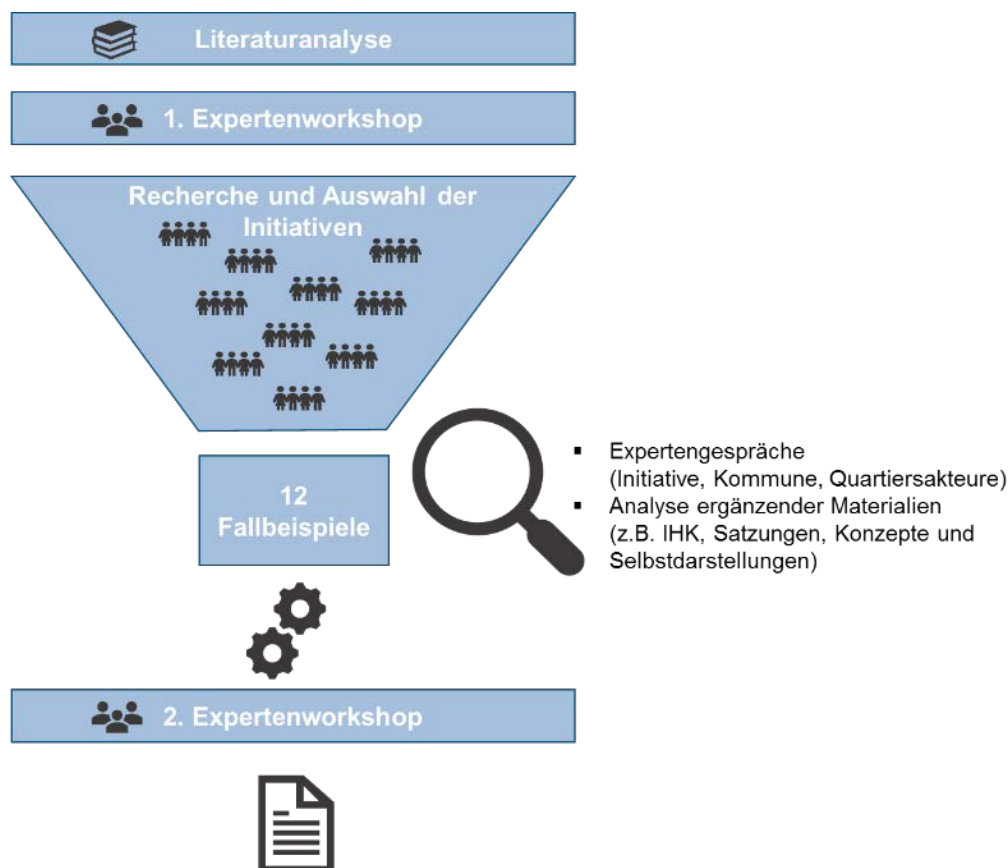 Literaturanalyse
1. Expertenworkshop
Recherche und Auswahl der
Initiativen
12
Fallbeispiele
▪ Expertengespräche
(Initiative, Kommune, Quartiersakteure)
▪ Analyse ergänzender Materialien
(z.B. IHK, Satzungen, Konzepte und
Selbstdarstellungen)
2. Expertenworkshop